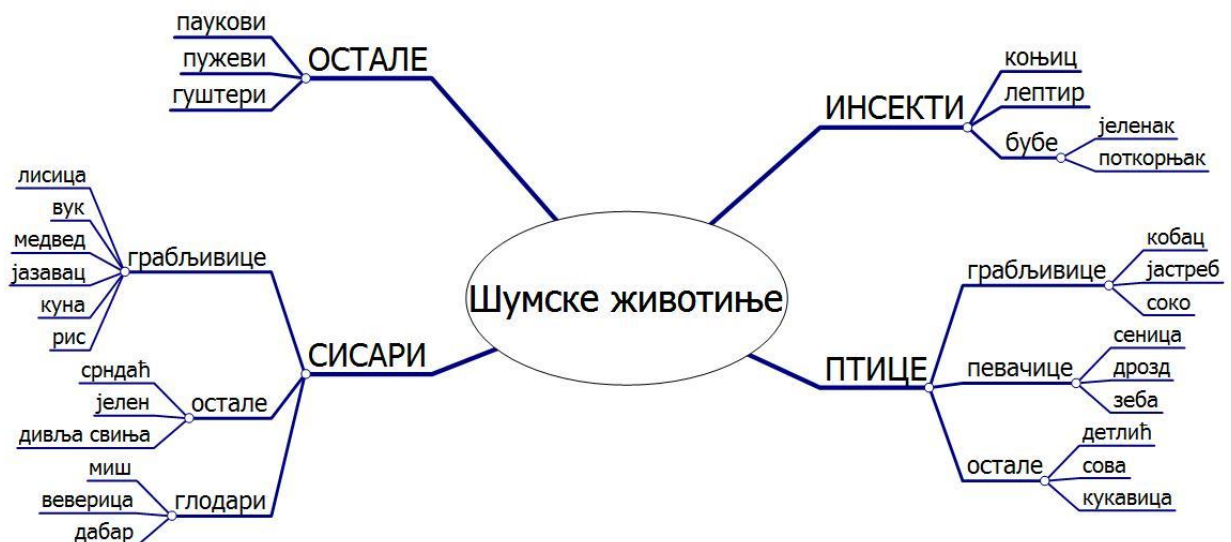 Шумске животиње
ОСТАЛЕ
паукови
пужеви
гуштери
ИНСЕКТИ
коњиц
лептир
бубе
јеленак
поткорњак
СИСАРИ
грабљивице
лисица
вук
медвед
јазавац
куна
рис
остале
срндаћ
јелен
дивља свиња
глодари
миш
веверица
дабар
ПТИЦЕ
грабљивице
кобац
јастреб
соко
певачице
сеница
дрозд
зеба
остале
детлић
сова
кукавица